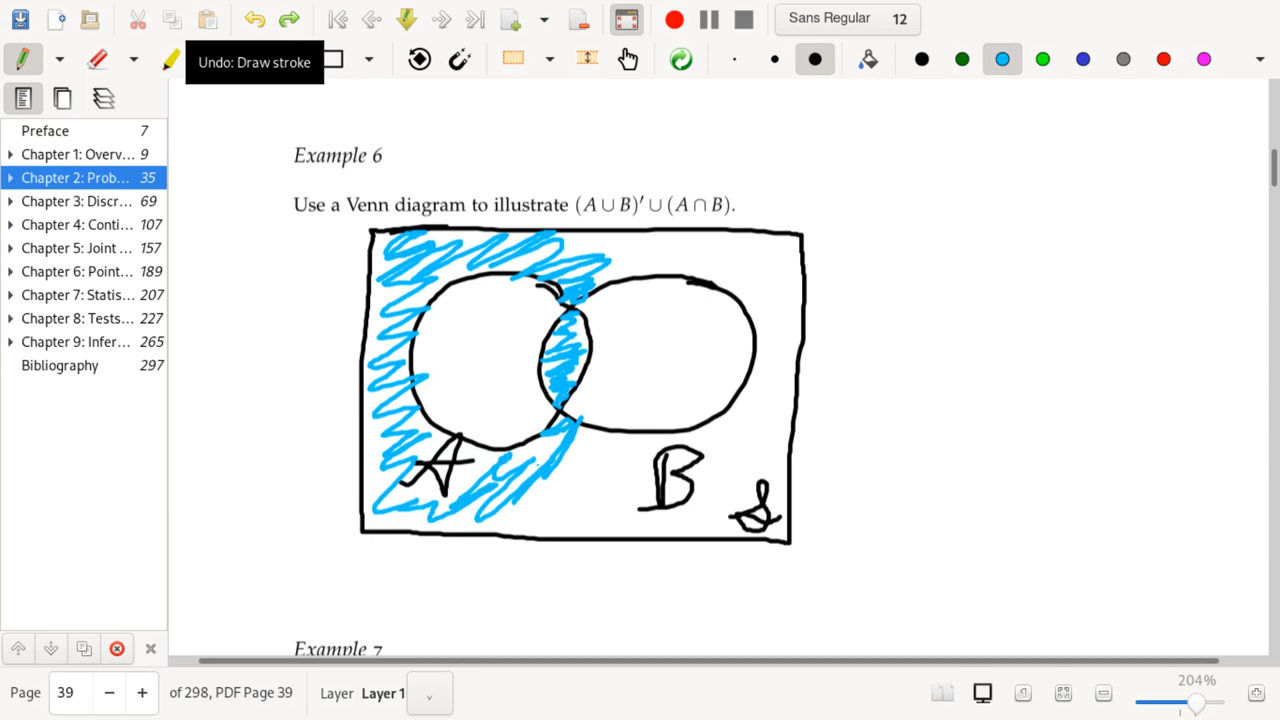 Sans Regular 12
Undo: Draw stroke
Preface 7
Chapter 1: Overv... 9
Chapter 2: Prob... 35
Chapter 3: Discr... 69
Chapter 4: Conti... 107
Chapter 5: Joint ... 157
Chapter 6: Point... 189
Chapter 7: Statis... 207
Chapter 8: Tests... 227
Chapter 9: Infer... 265
Bibliography 297
Example 6
Use a Venn diagram to illustrate (A ∪ B)′ ∪ (A ∩ B).
A
B
S
Example 7
Page 39 of 298, PDF Page 39 Layer Layer 1
204%